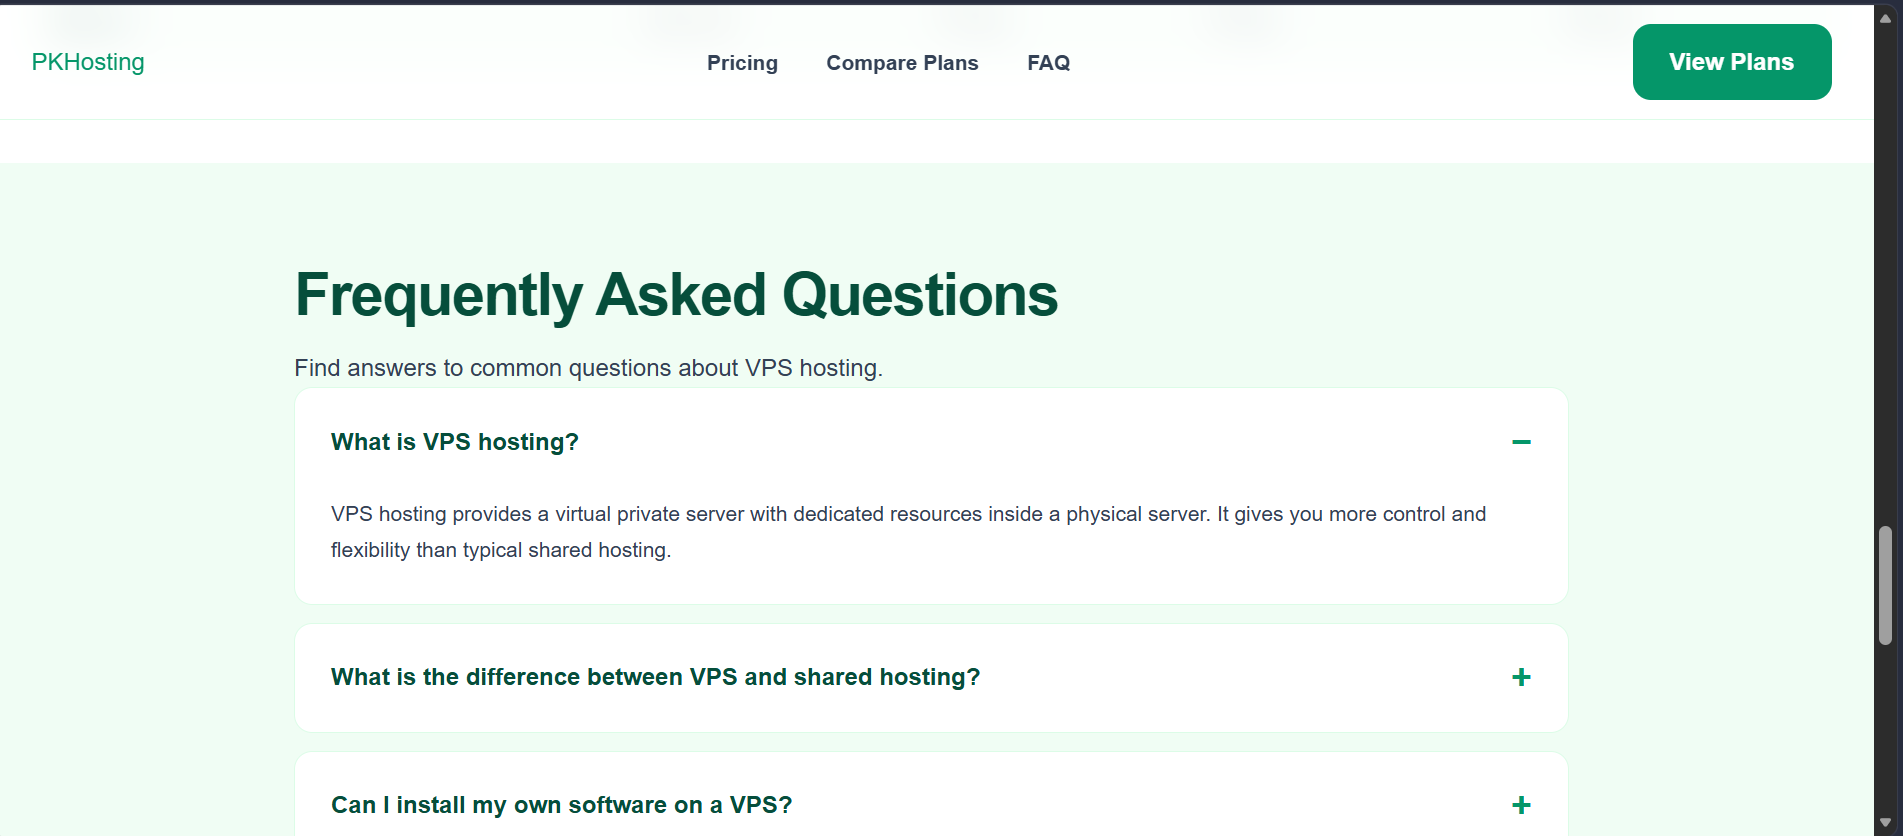 PKHosting
Pricing
Compare Plans
FAQ
View Plans
Frequently Asked Questions
Find answers to common questions about VPS hosting.
What is VPS hosting?
VPS hosting provides a virtual private server with dedicated resources inside a physical server. It gives you more control and
flexibility than typical shared hosting.
What is the difference between VPS and shared hosting?
Can I install my own software on a VPS?